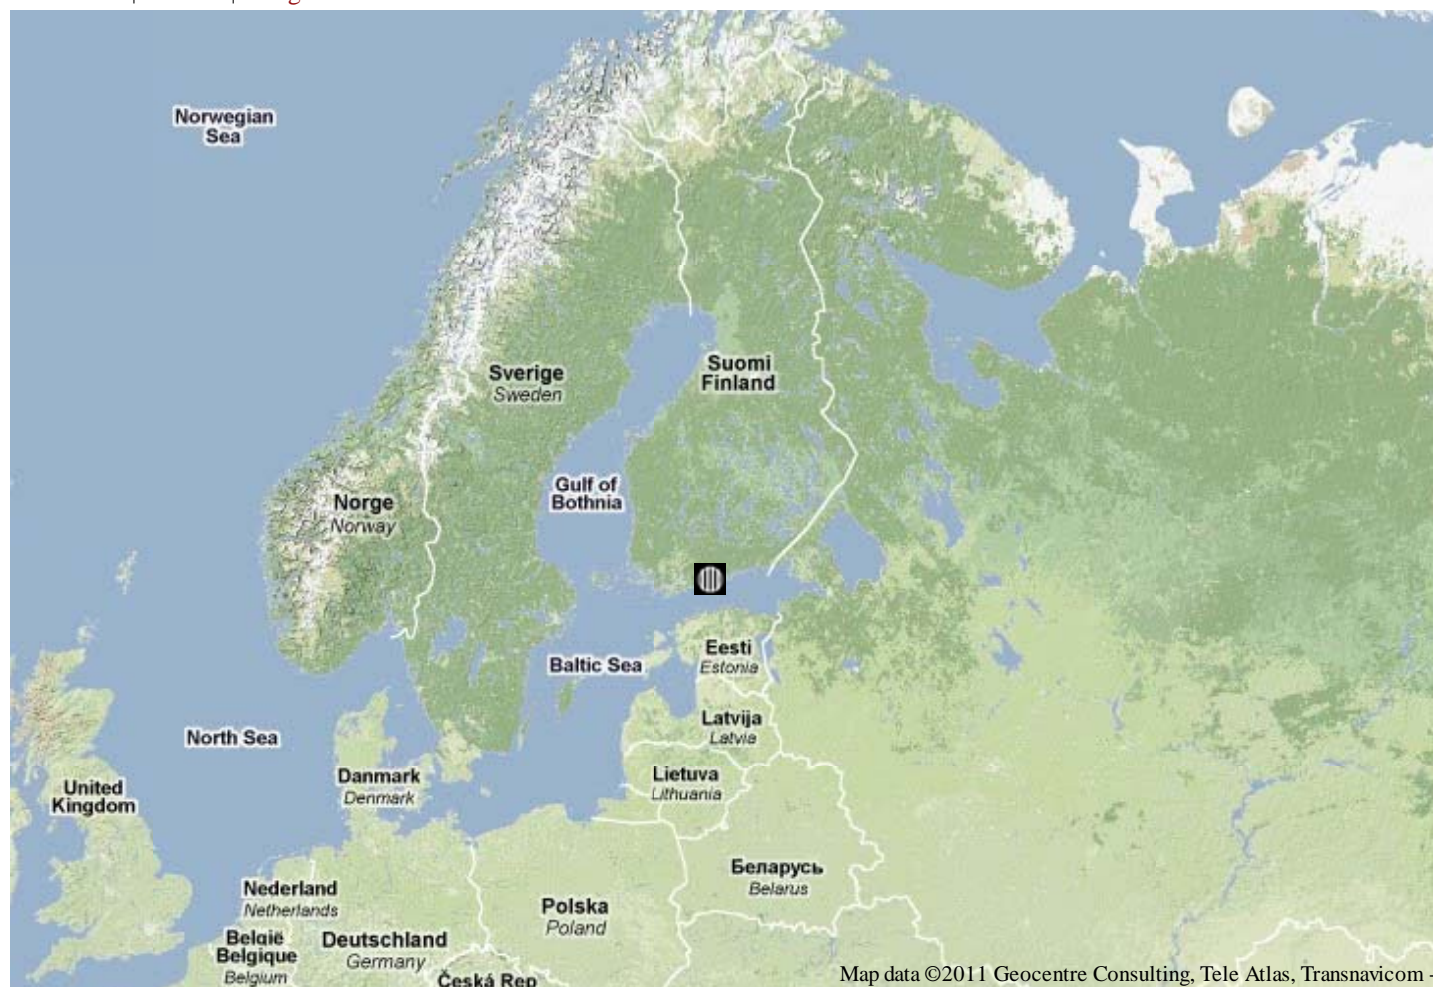 Norwegian
Sea
Suomi
Finland
Sverige
Sweden
Gulf of
Bothnia
Norge
Norway
Eesti
Estonia
Baltic Sea
Latvija
Latvia
North Sea
Danmark
Denmark
Lietuva
Lithuania
United
Kingdom
Беларусь
Belarus
Nederland
Netherlands
Polska
Poland
België
Belgique
Belgium
Deutschland
Germany
Česká Rep
Map data ©2011 Geocentre Consulting, Tele Atlas, Transnavicom -